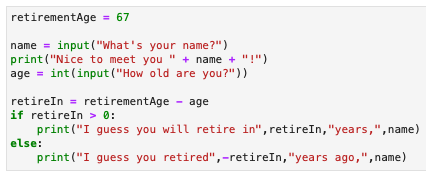 retirementAge = 67
name = input("What's your name?")
print("Nice to meet you " + name + "!")
age = int(input("How old are you?"))
retireIn = retirementAge - age
if retireIn > 0:
    print("I guess you will retire in",retireIn,"years,",name)
else:
    print("I guess you retired",-retireIn,"years ago,",name)